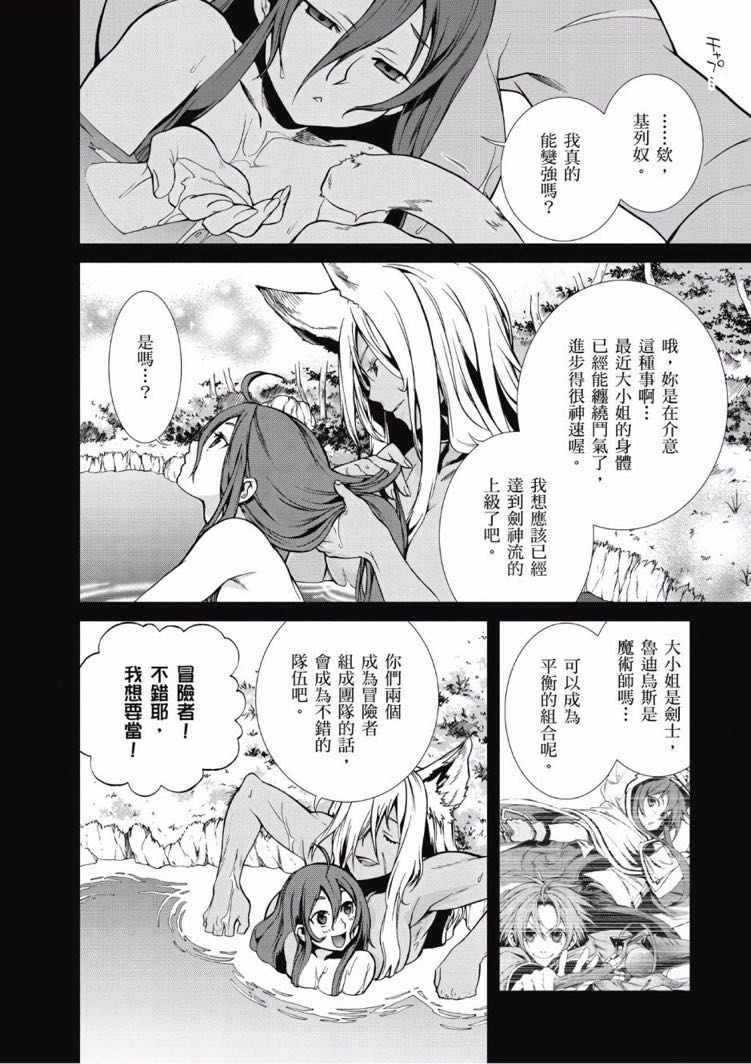 チャプ…
……欸，
基列奴。
我真的
能變強嗎？
哦，妳是在介意
這種事啊…
最近大小姐的身體
已經能纏繞鬥氣了，
進步得很神速喔。
我想應該已經
達到劍神流的
上級了吧。
是嗎…？
大小姐是劍士，
魯迪烏斯是
魔術師嗎…
可以成為
平衡的組合呢。
你們兩個
成為冒險者
組成團隊的話，
會成為不錯的
隊伍吧。
冒險者！
不錯耶，
我想要當！